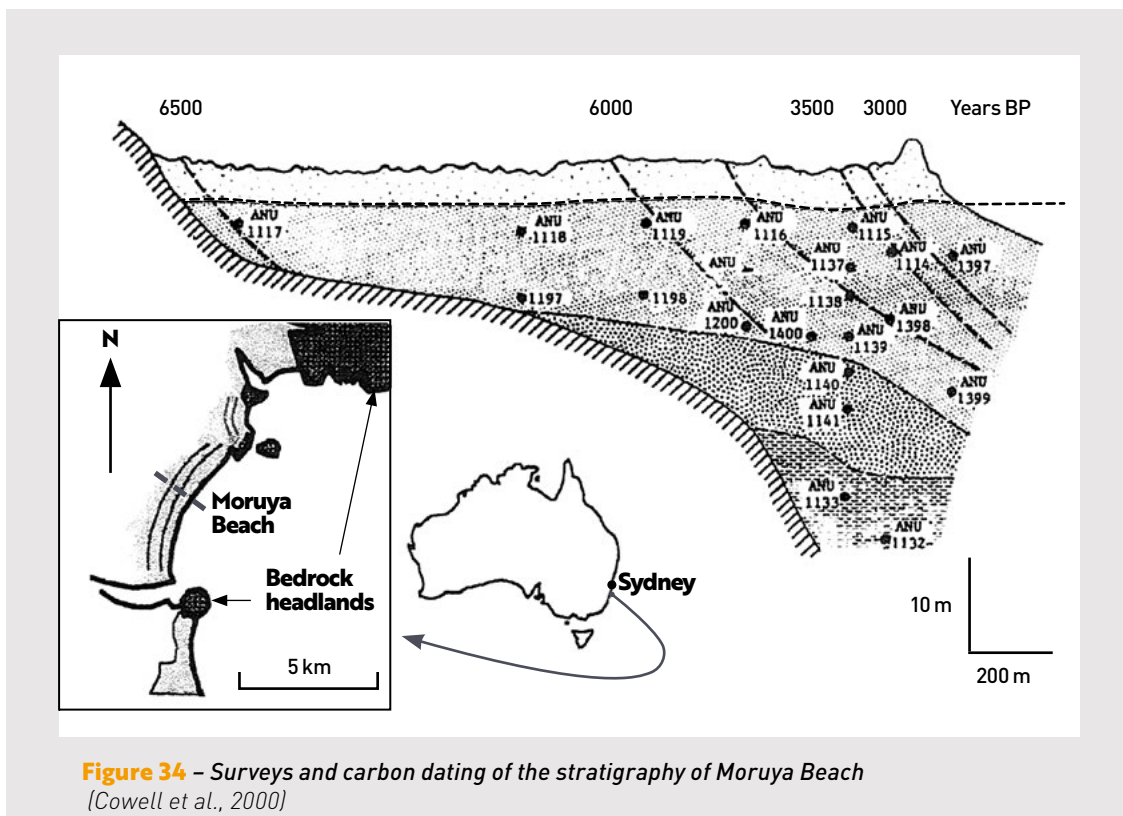 6500 6000 3500 3000 Years BP
ANU
1117
ANU
1118
ANU
1119
ANU
1116
ANU
1115
ANU
1137
ANU
1114
ANU
1397
ANU
1197
1198
1138
ANU
1200
ANU
1400
ANU
1398
ANU
1139
ANU
1140
ANU
1399
ANU
1141
ANU
1133
ANU
1132
N
Moruya
Beach
Bedrock
headlands
5 km
Sydney
10 m
200 m
Figure 34 – Surveys and carbon dating of the stratigraphy of Moruya Beach
(Cowell et al., 2000)